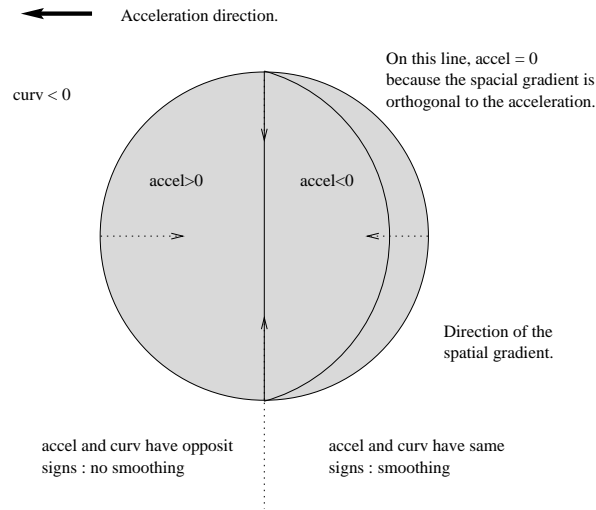 Acceleration direction.
On this line, accel = 0
because the spacial gradient is
orthogonal to the acceleration.
curv < 0
accel>0
accel<0
Direction of the
spatial gradient.
accel and curv have opposit
signs : no smoothing
accel and curv have same
signs : smoothing